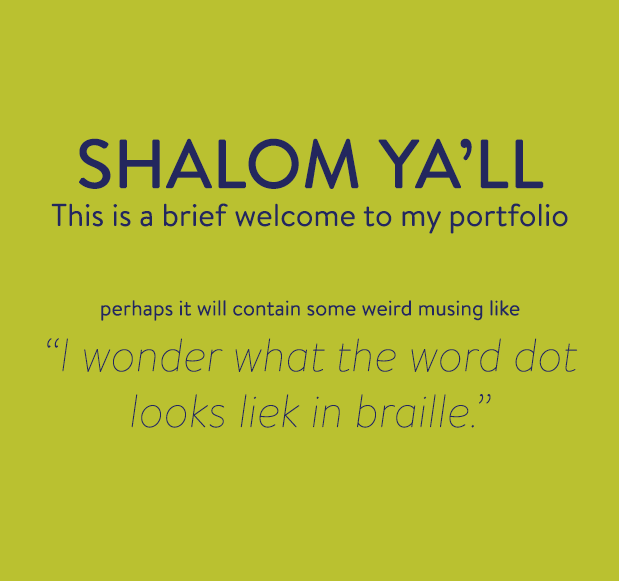 SHALOM YA’LL
This is a brief welcome to my portfolio
perhaps it will contain some weird musing like
“I wonder what the word dot
looks liek in braille.”